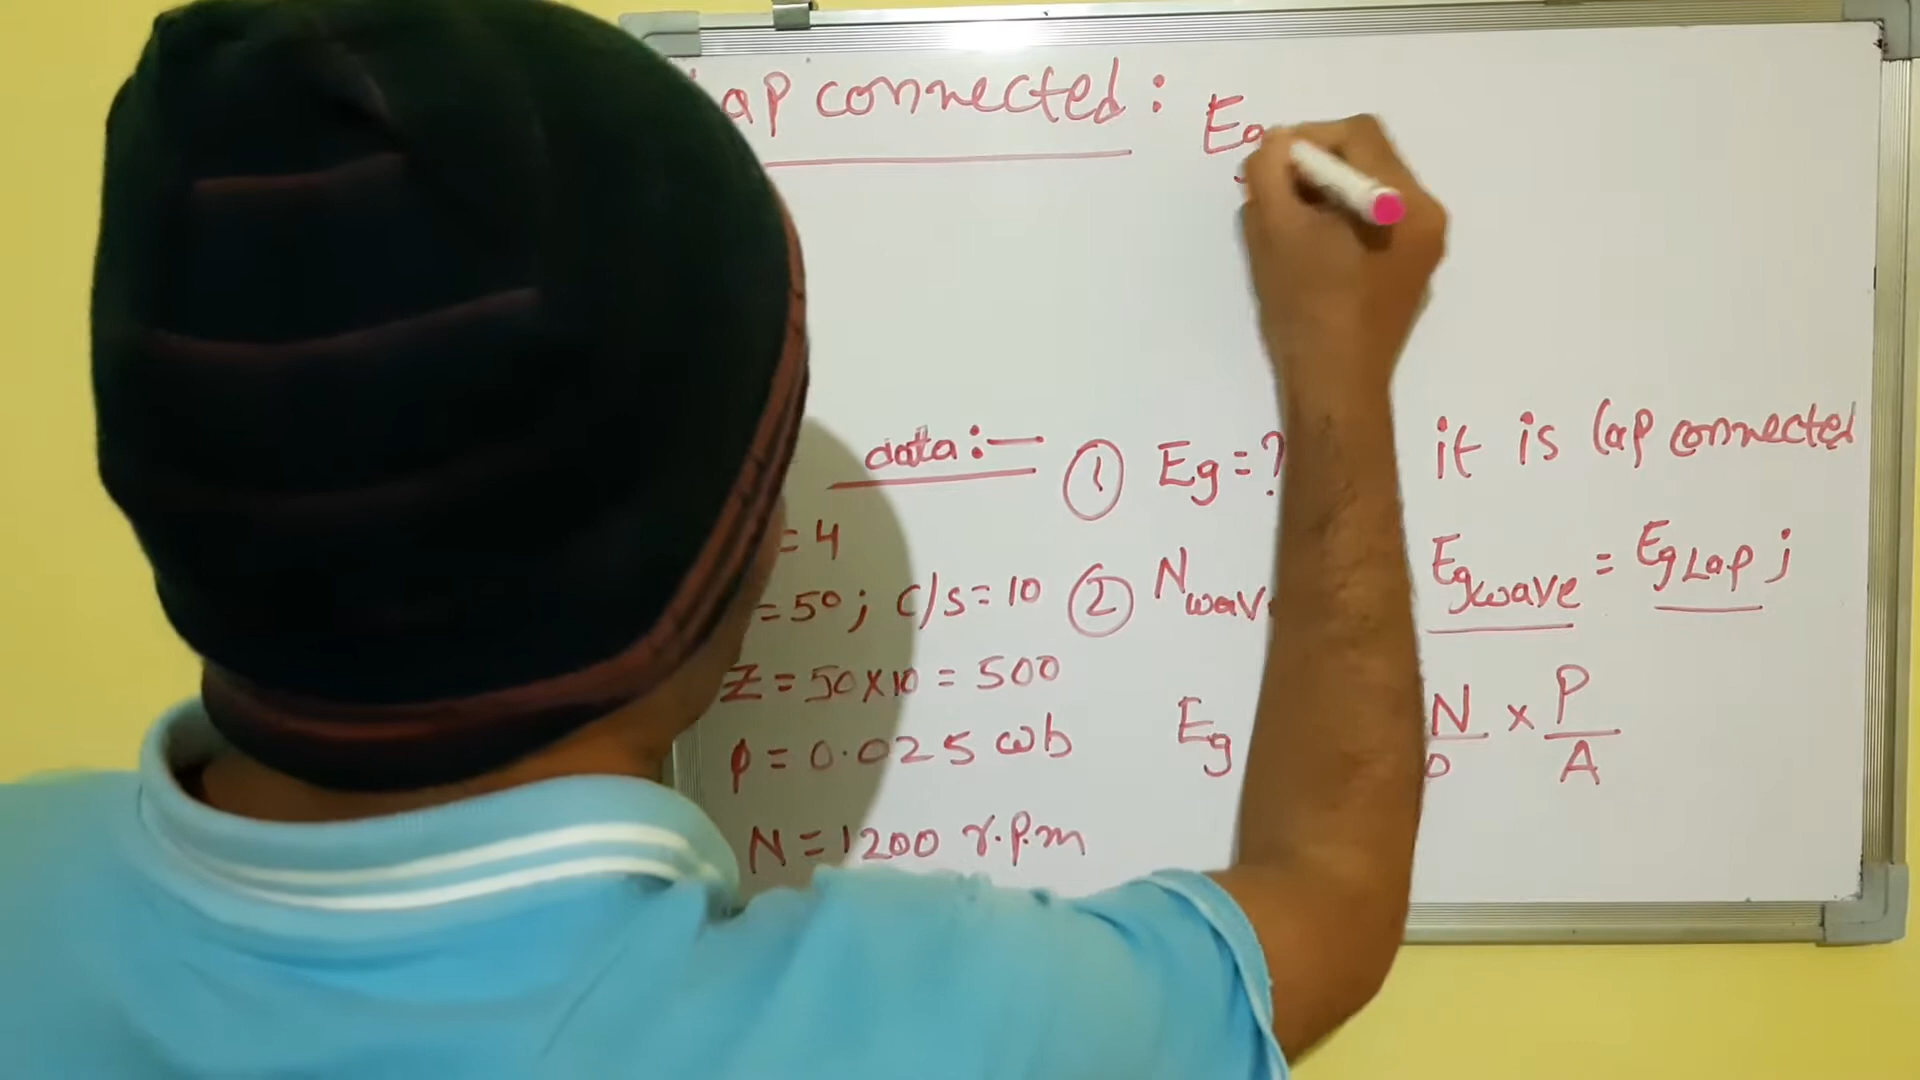 ap connected : Eg
data :— ① Eg = ? it is lap connected
= 4
= 50 ; C/S = 10 ② Nwav Egwave = EgLap ;
Z = 50 × 10 = 500
Eg N/0 × P/A
φ = 0.025 wb
N = 1200 r.p.m